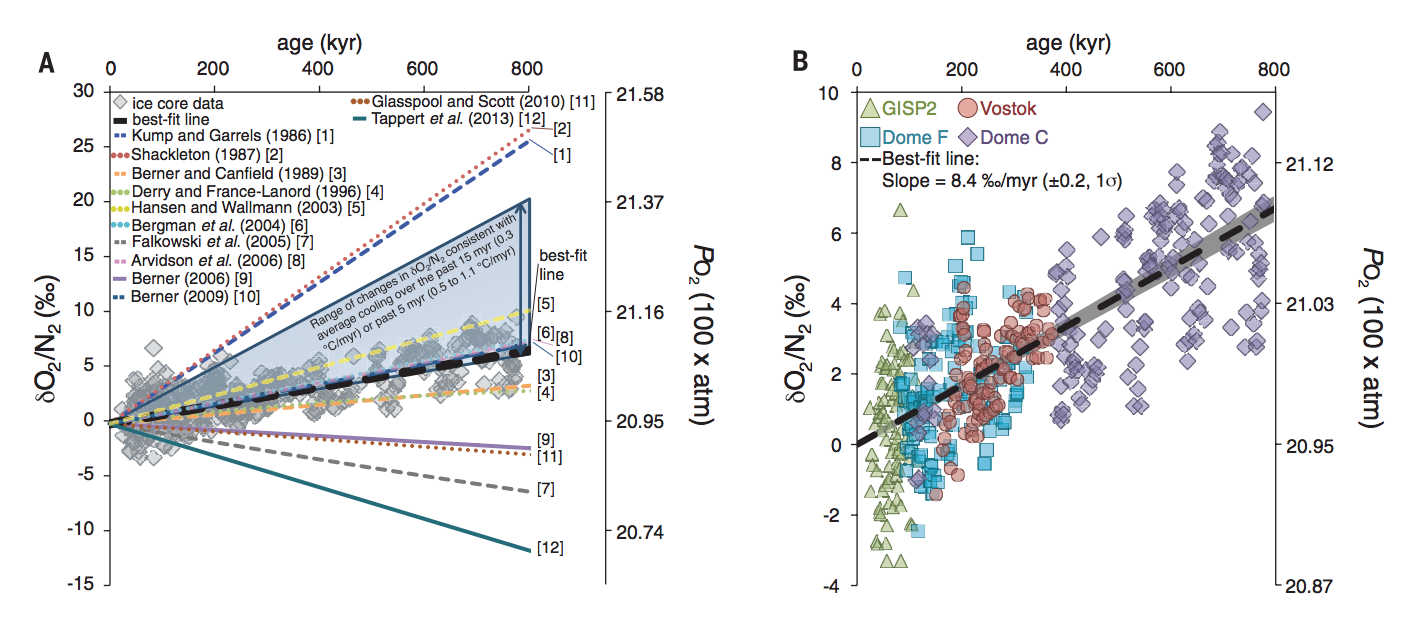 A
age (kyr)
0 200 400 600 800
30
25
20
15
10
5
0
-5
-10
-15
δO2/N2 (‰)
ice core data
best-fit line
Kump and Garrels (1986) [1]
Shackleton (1987) [2]
Berner and Canfield (1989) [3]
Derry and France-Lanord (1996) [4]
Hansen and Wallmann (2003) [5]
Bergman et al. (2004) [6]
Falkowski et al. (2005) [7]
Arvidson et al. (2006) [8]
Berner (2006) [9]
Berner (2009) [10]
Glasspool and Scott (2010) [11]
Tappert et al. (2013) [12]
Range of changes in δO2/N2 consistent with
average cooling over the past 15 myr (0.3
°C/myr) or past 5 myr (0.5 to 1.1 °C/myr)
[2]
[1]
best-fit
line
[5]
[6]
[8]
[10]
[3]
[4]
[9]
[11]
[7]
[12]
21.58
21.37
21.16
20.95
20.74
PO2 (100 x atm)
B
age (kyr)
0 200 400 600 800
10
8
6
4
2
0
-2
-4
δO2/N2 (‰)
GISP2 Vostok
Dome F Dome C
Best-fit line:
Slope = 8.4 ‰/myr (±0.2, 1σ)
21.12
21.03
20.95
20.87
PO2 (100 x atm)